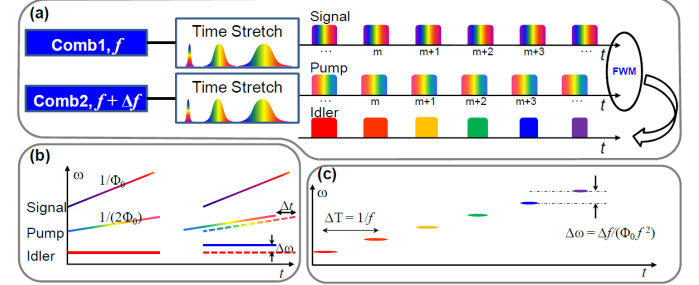 (a)
Comb1, f
Time Stretch
Signal
... m m+1 m+2 m+3 ... t
Comb2, f + Δf
Time Stretch
Pump
... m m+1 m+2 m+3 ... t
FWM
Idler
t
(b)
ω
1/Φ₀
Signal
1/(2Φ₀)
Δt
Pump
Δω
Idler
t
(c)
ω
ΔT = 1/f
Δω = Δf/(Φ₀f²)
t